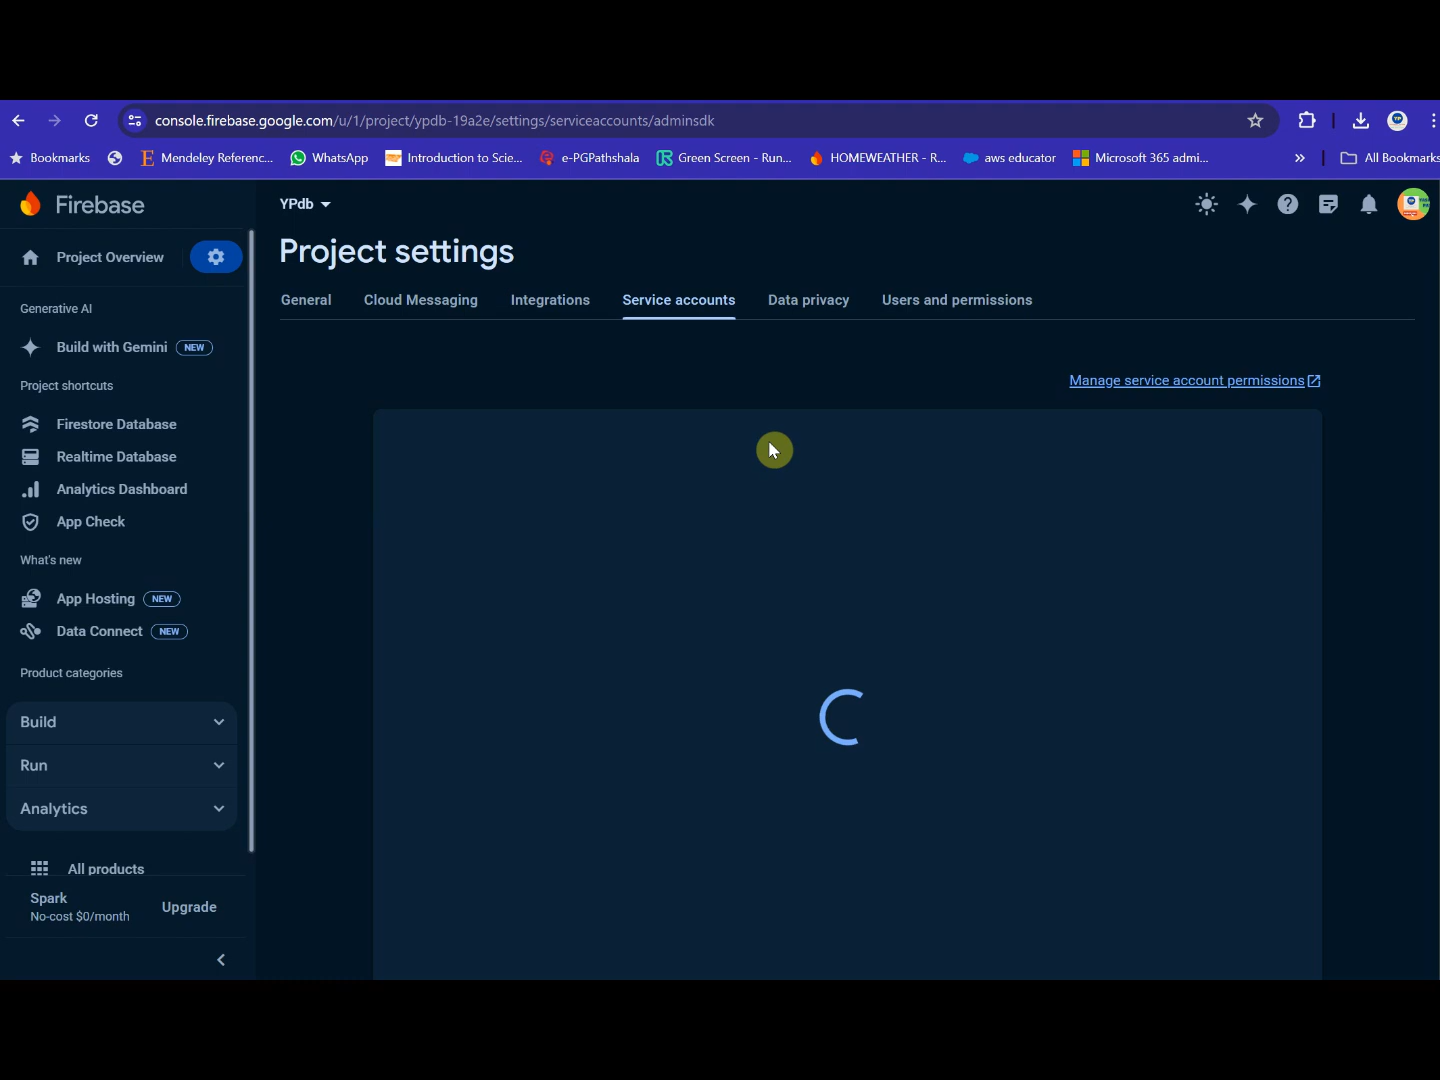 console.firebase.google.com/u/1/project/ypdb-19a2e/settings/serviceaccounts/adminsdk
Bookmarks
Mendeley Referenc...
WhatsApp
Introduction to Scie...
e-PGPathshala
Green Screen - Run...
HOMEWEATHER - R...
aws educator
Microsoft 365 admi...
»
All Bookmarks
Firebase
YPdb
Project Overview
Project settings
General
Cloud Messaging
Integrations
Service accounts
Data privacy
Users and permissions
Manage service account permissions
Generative AI
Build with Gemini NEW
Project shortcuts
Firestore Database
Realtime Database
Analytics Dashboard
App Check
What's new
App Hosting NEW
Data Connect NEW
Product categories
Build
Run
Analytics
All products
Spark
No-cost $0/month
Upgrade